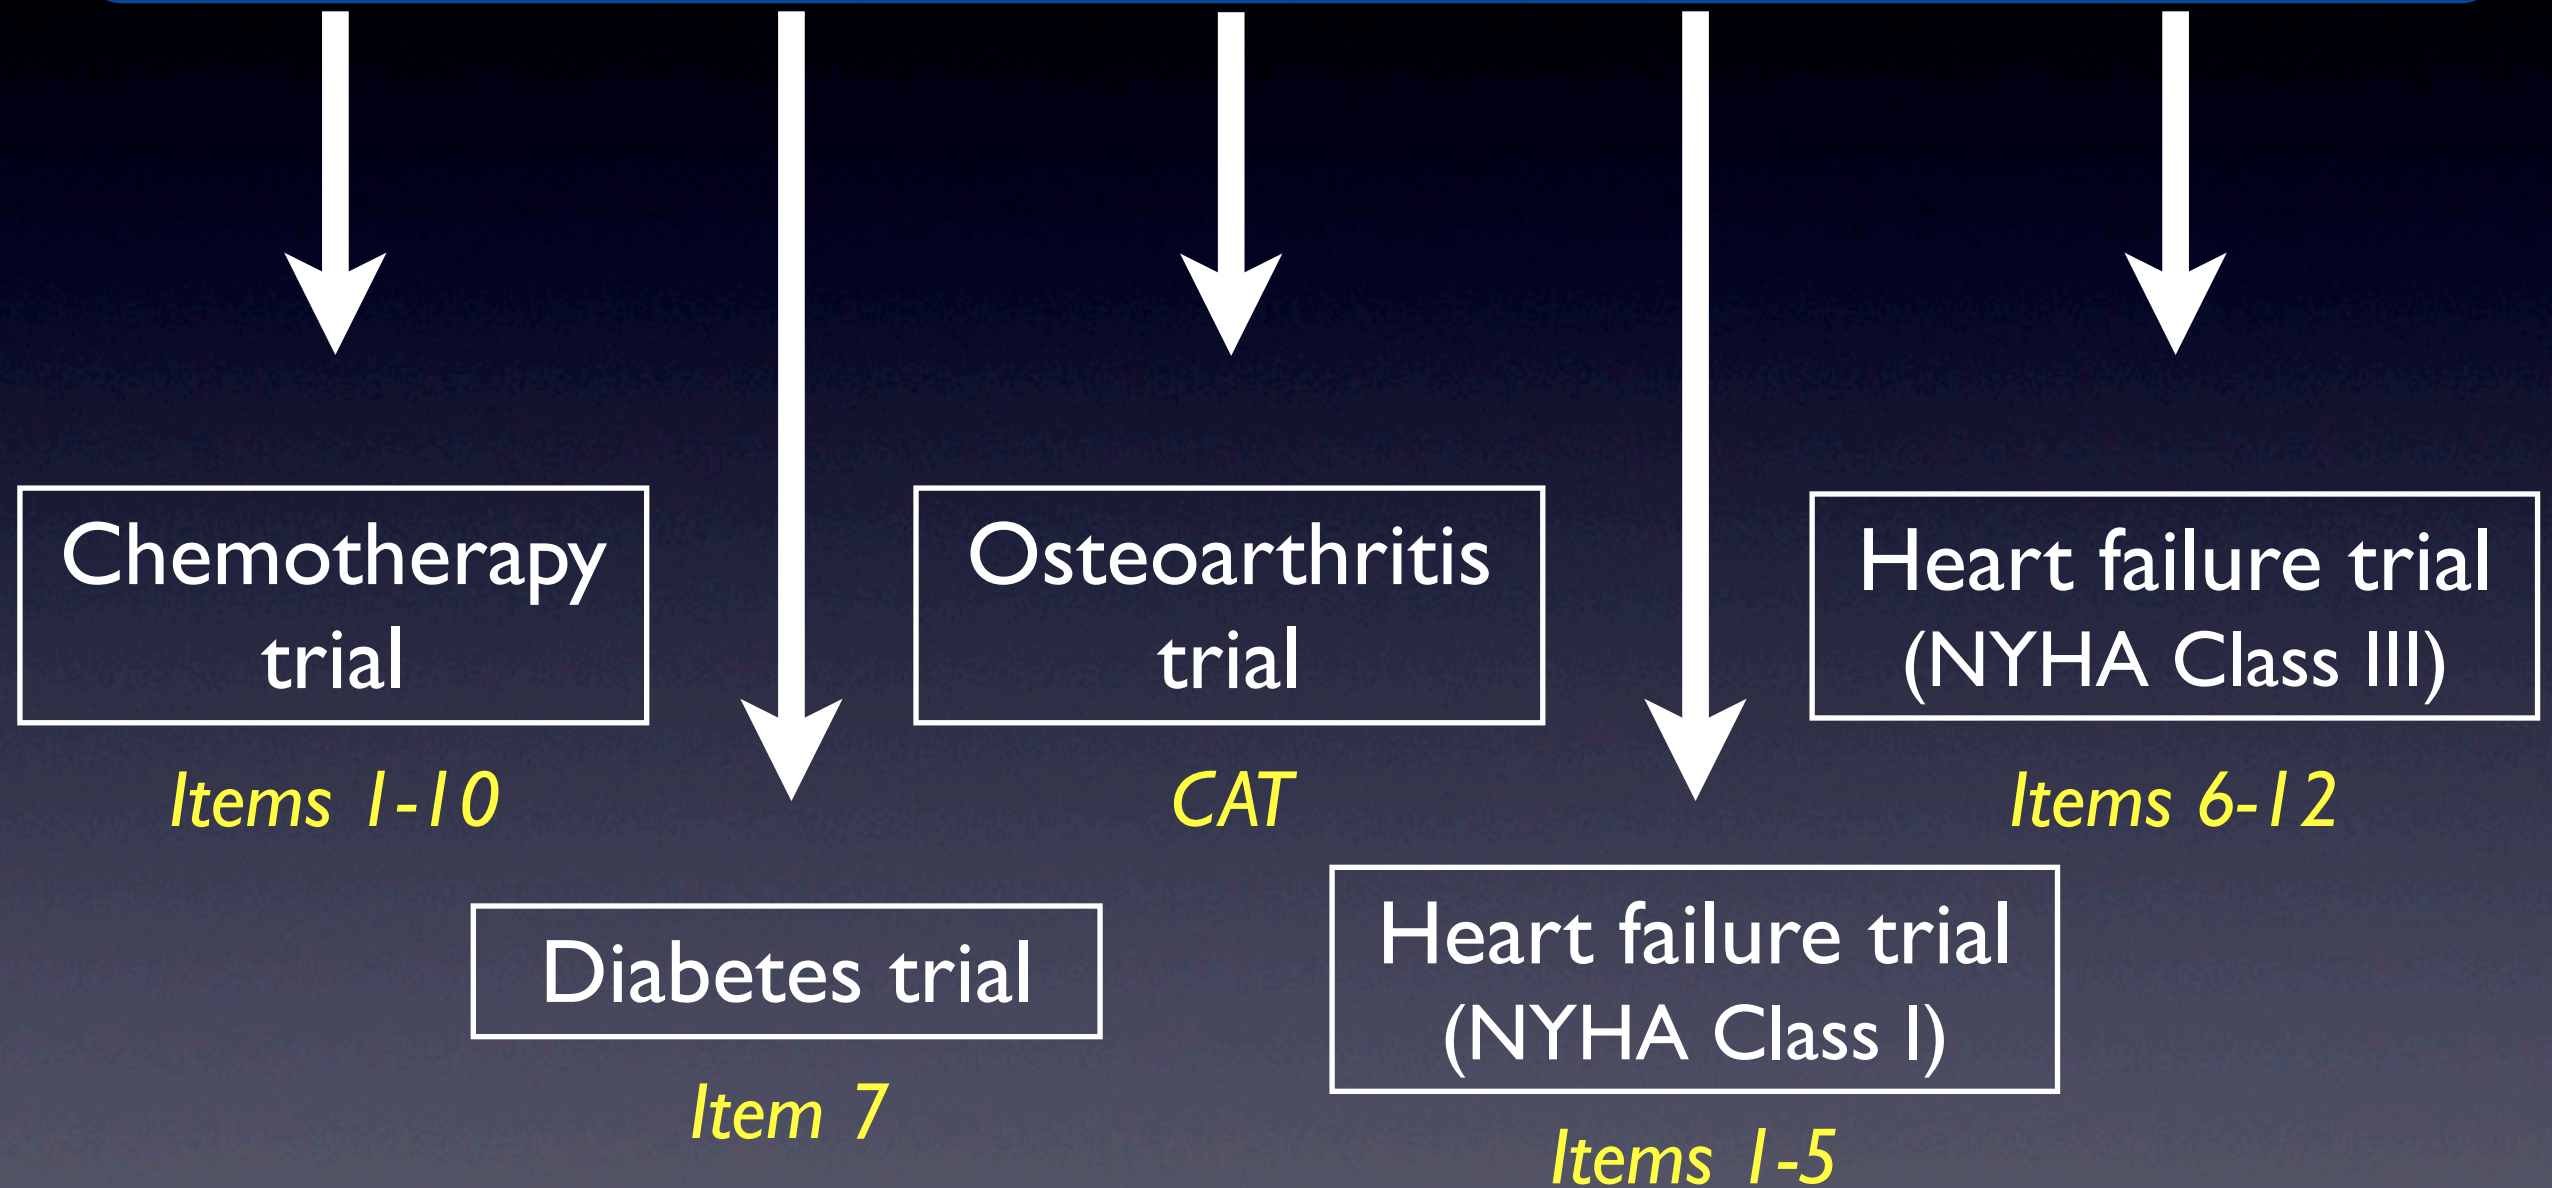 Chemotherapy
trial
Items 1-10
Diabetes trial
Item 7
Osteoarthritis
trial
CAT
Heart failure trial
(NYHA Class I)
Items 1-5
Heart failure trial
(NYHA Class III)
Items 6-12